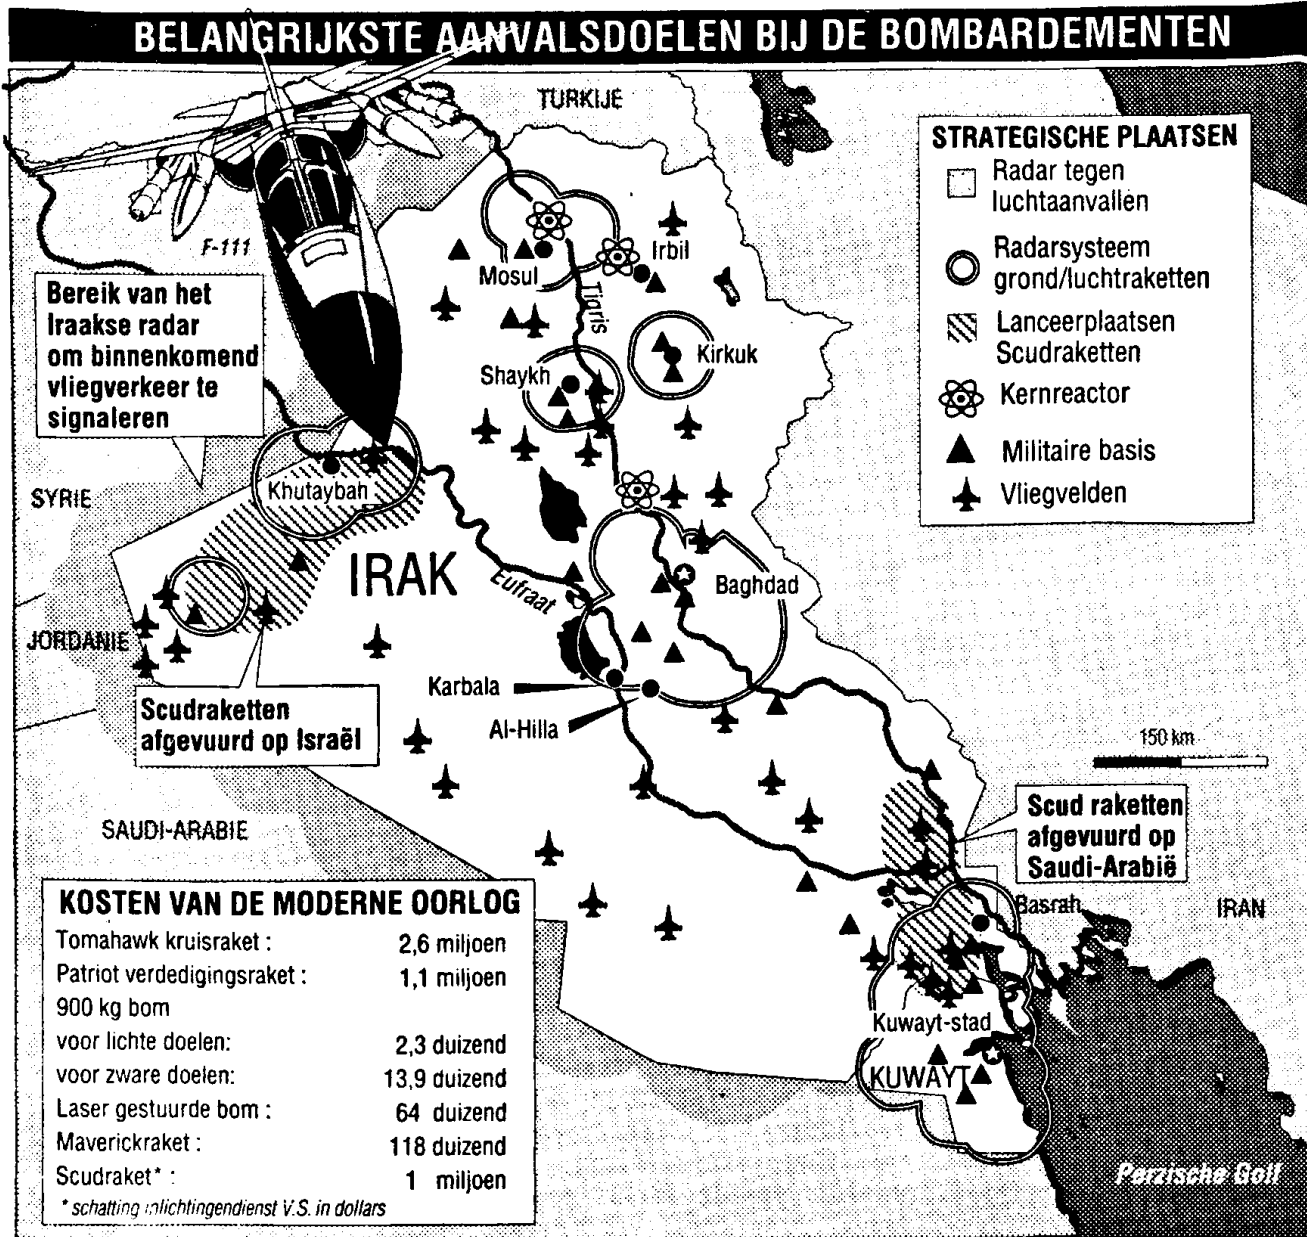 BELANGRIJKSTE AANVALSDOELEN BIJ DE BOMBARDEMENTEN
TURKIJE
STRATEGISCHE PLAATSEN
Radar tegen
luchtaanvallen
Radarsysteem
grond/luchtraketten
Lanceerplaatsen
Scudraketten
Kernreactor
Militaire basis
Vliegvelden
F-111
Bereik van het
Iraakse radar
om binnenkomend
vliegverkeer te
signaleren
Mosul
Irbil
Tigris
Kirkuk
Shaykh
Khutaybah
SYRIE
IRAK
Eufraat
Baghdad
JORDANIE
Karbala
Al-Hilla
Scudraketten
afgevuurd op Israël
150 km
Scud raketten
afgevuurd op
Saudi-Arabië
SAUDI-ARABIE
Basrah
IRAN
Kuwayt-stad
KUWAYT
Perzische Golf
KOSTEN VAN DE MODERNE OORLOG
Tomahawk kruisraket : 2,6 miljoen
Patriot verdedigingsraket : 1,1 miljoen
900 kg bom
voor lichte doelen: 2,3 duizend
voor zware doelen: 13,9 duizend
Laser gestuurde bom : 64 duizend
Maverickraket : 118 duizend
Scudraket* : 1 miljoen
* schatting inlichtingendienst V.S. in dollars